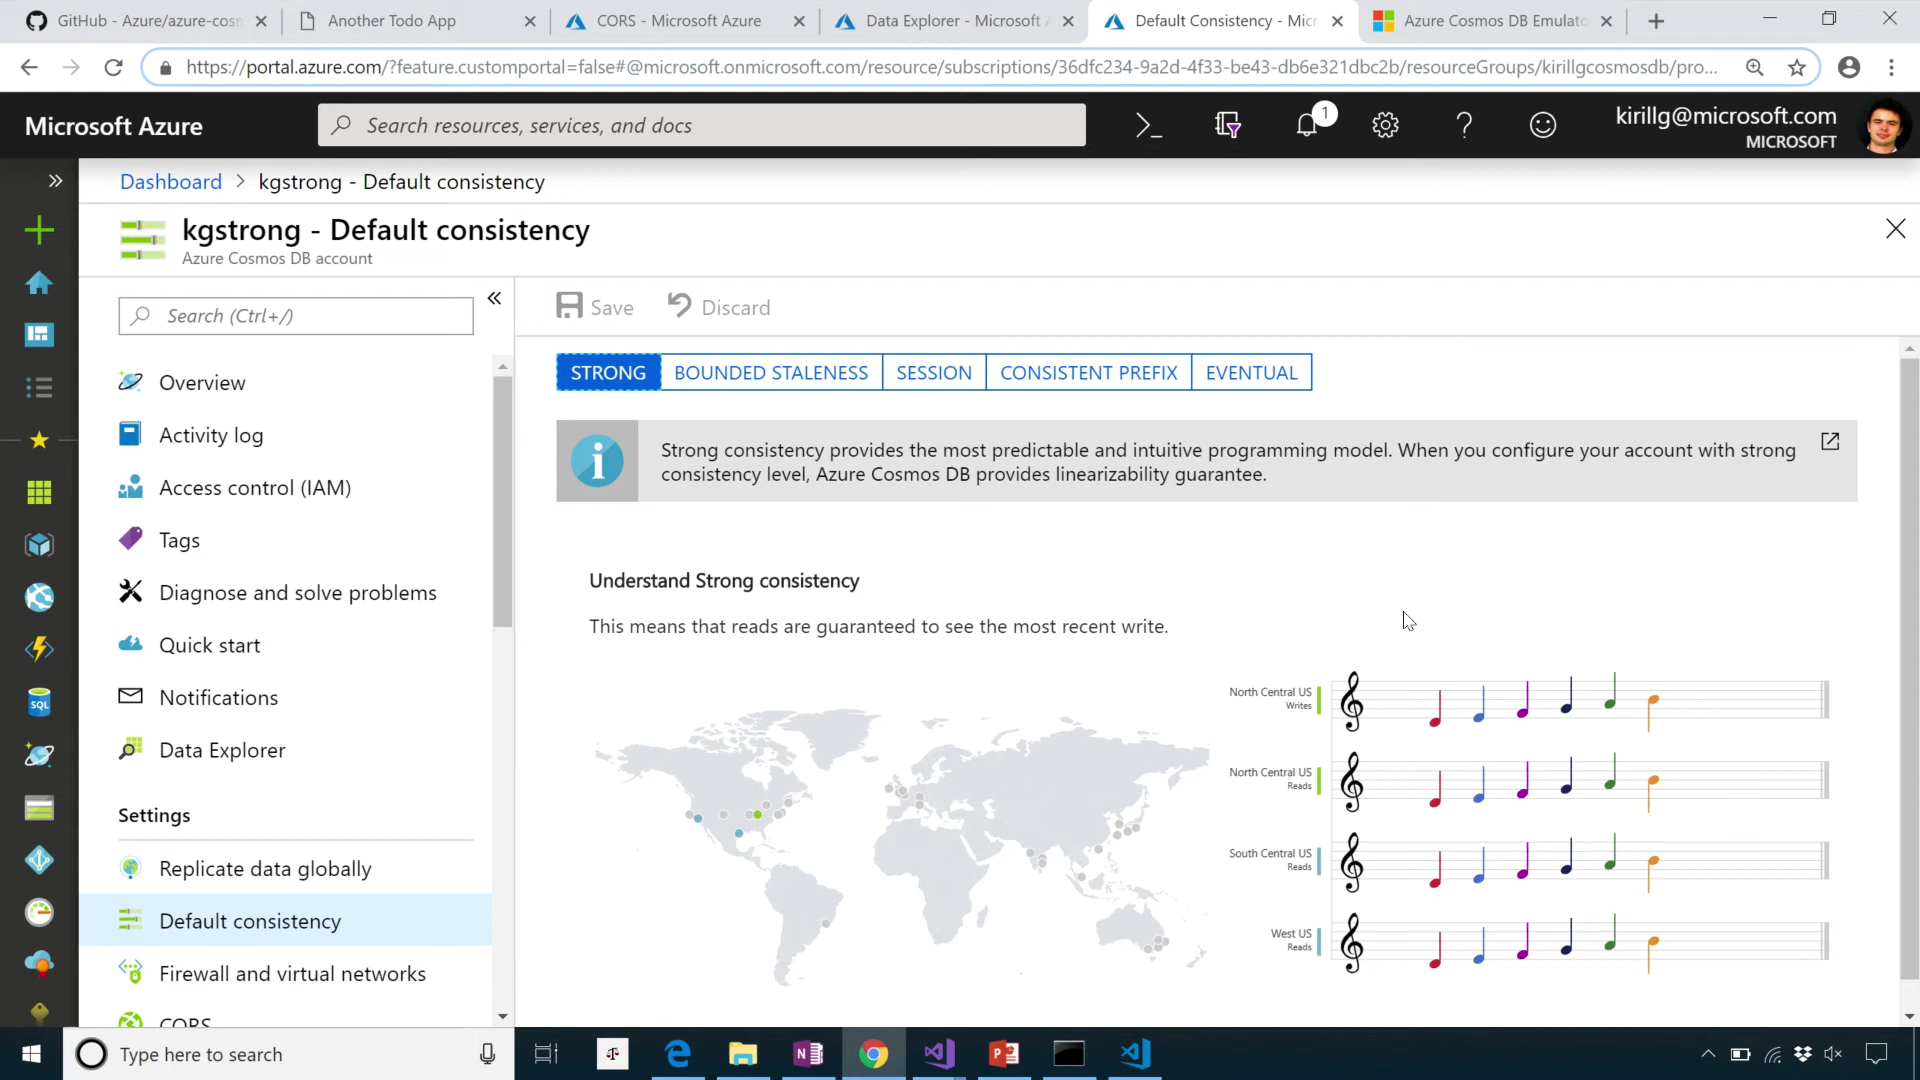 GitHub - Azure/azure-cosm
Another Todo App
CORS - Microsoft Azure
Data Explorer - Microsoft A
Default Consistency - Micr
Azure Cosmos DB Emulato
https://portal.azure.com/?feature.customportal=false#@microsoft.onmicrosoft.com/resource/subscriptions/36dfc234-9a2d-4f33-be43-db6e321dbc2b/resourceGroups/kirillgcosmosdb/pro...
Microsoft Azure
Search resources, services, and docs
1
kirillg@microsoft.com
MICROSOFT
Dashboard > kgstrong - Default consistency
kgstrong - Default consistency
Azure Cosmos DB account
Search (Ctrl+/)
Overview
Activity log
Access control (IAM)
Tags
Diagnose and solve problems
Quick start
Notifications
Data Explorer
Settings
Replicate data globally
Default consistency
Firewall and virtual networks
CORS
SQL
Save
Discard
STRONG
BOUNDED STALENESS
SESSION
CONSISTENT PREFIX
EVENTUAL
Strong consistency provides the most predictable and intuitive programming model. When you configure your account with strong
consistency level, Azure Cosmos DB provides linearizability guarantee.
Understand Strong consistency
This means that reads are guaranteed to see the most recent write.
North Central US
Writes
North Central US
Reads
South Central US
Reads
West US
Reads
Type here to search